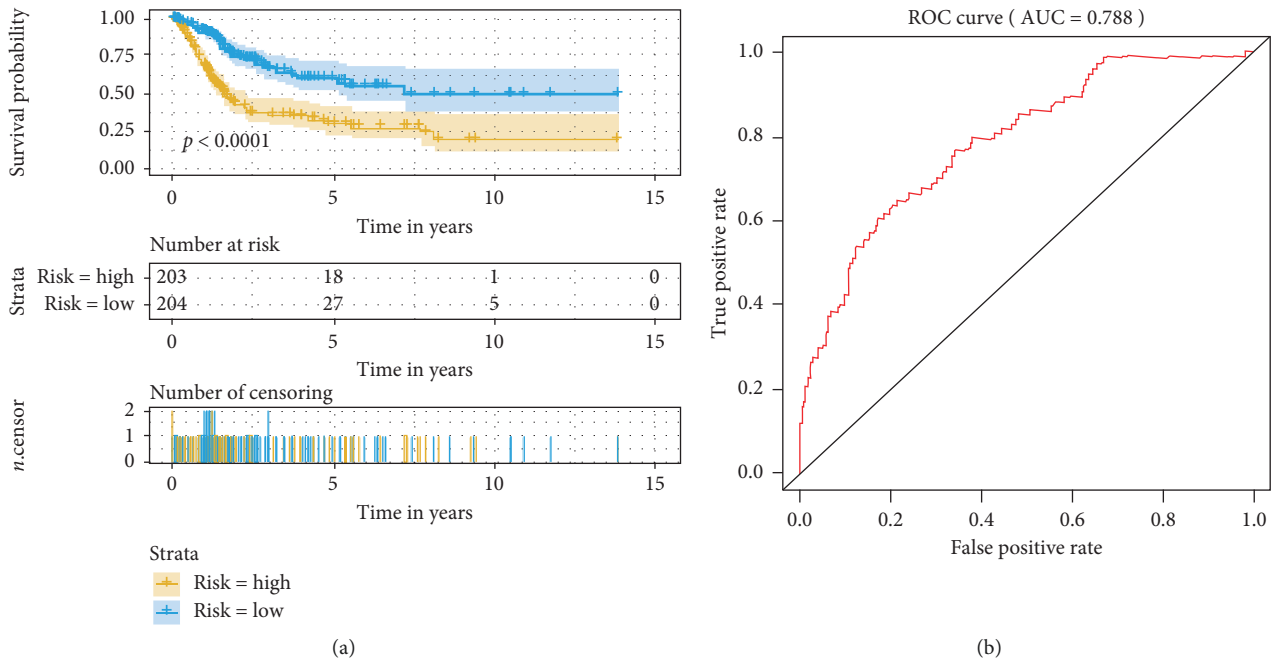 Survival probability
1.00
0.75
0.50
0.25
0.00
p < 0.0001
0 5 10 15
Time in years
Number at risk
Strata
Risk = high 203 18 1 0
Risk = low 204 27 5 0
0 5 10 15
Time in years
Number of censoring
n.censor
2
1
0
0 5 10 15
Time in years
Strata
Risk = high
Risk = low
(a)
ROC curve ( AUC = 0.788 )
True positive rate
1.0
0.8
0.6
0.4
0.2
0.0
0.0 0.2 0.4 0.6 0.8 1.0
False positive rate
(b)